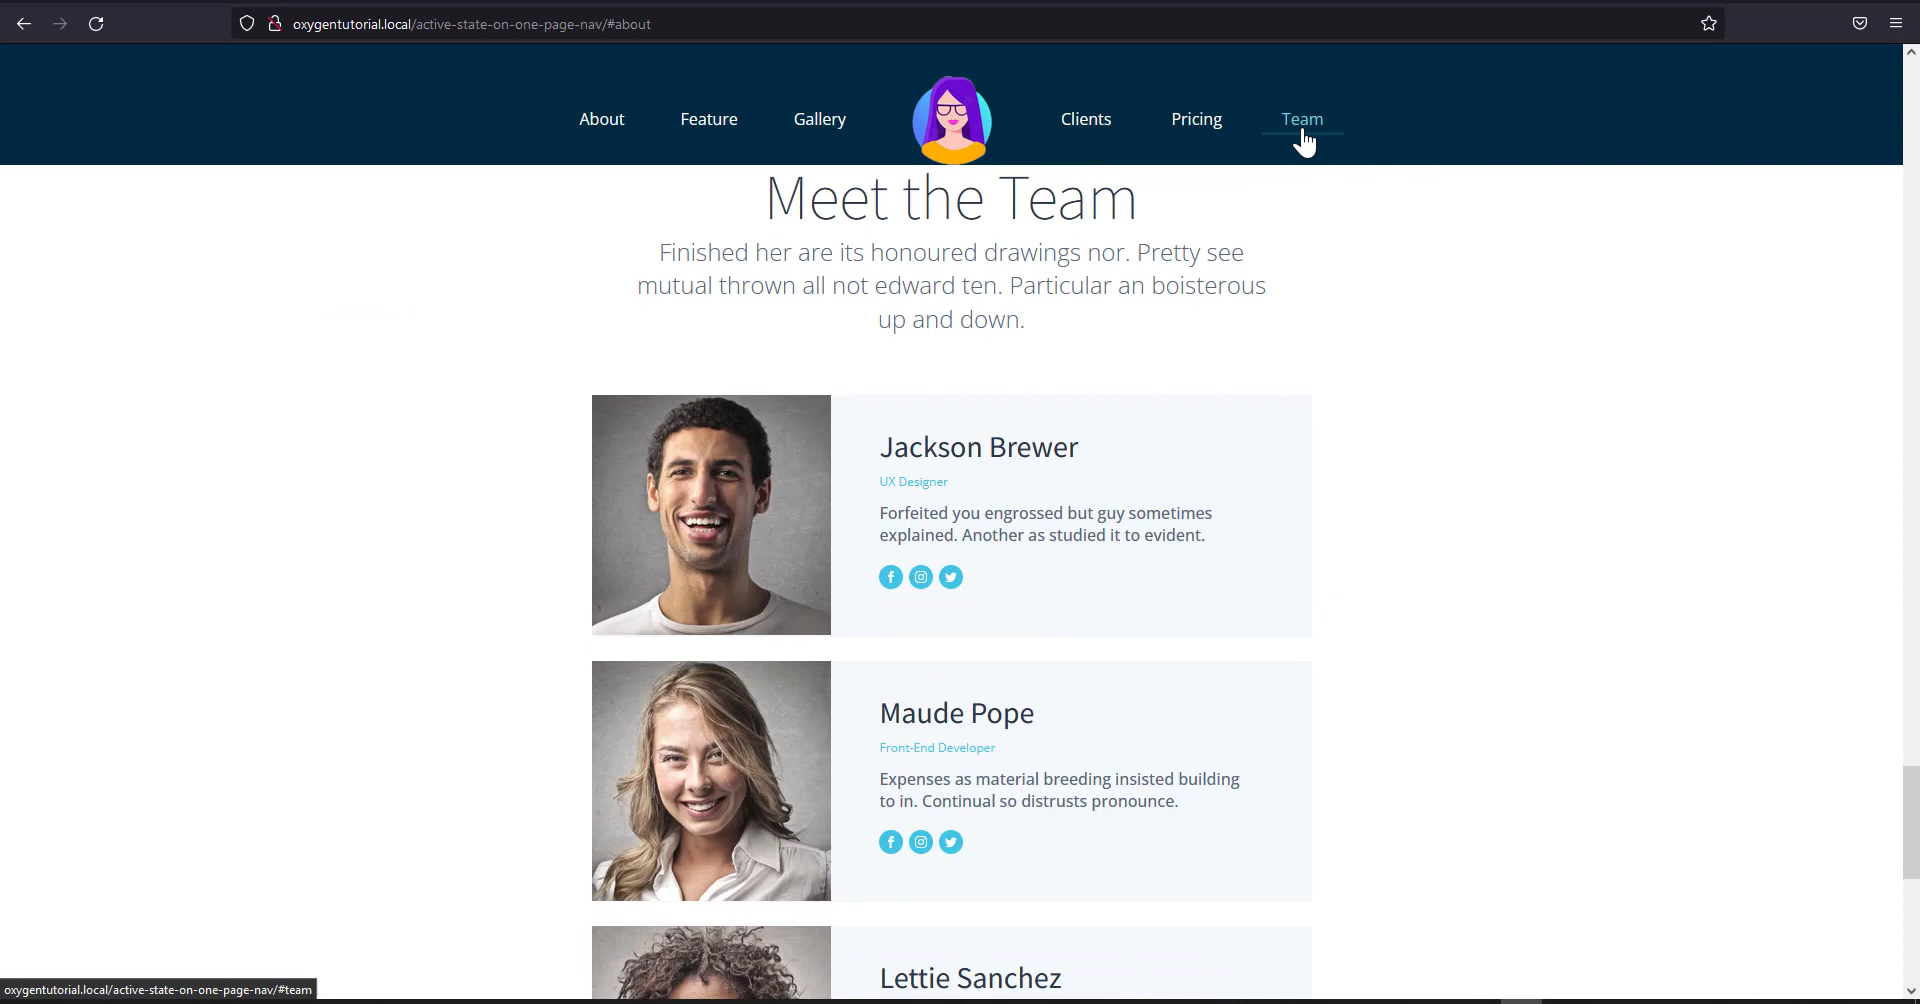 oxygentutorial.local/active-state-on-one-page-nav/#about
About Feature Gallery Clients Pricing Team
Meet the Team
Finished her are its honoured drawings nor. Pretty see
mutual thrown all not edward ten. Particular an boisterous
up and down.
Jackson Brewer
UX Designer
Forfeited you engrossed but guy sometimes
explained. Another as studied it to evident.
Maude Pope
Front-End Developer
Expenses as material breeding insisted building
to in. Continual so distrusts pronounce.
Lettie Sanchez
oxygentutorial.local/active-state-on-one-page-nav/#team